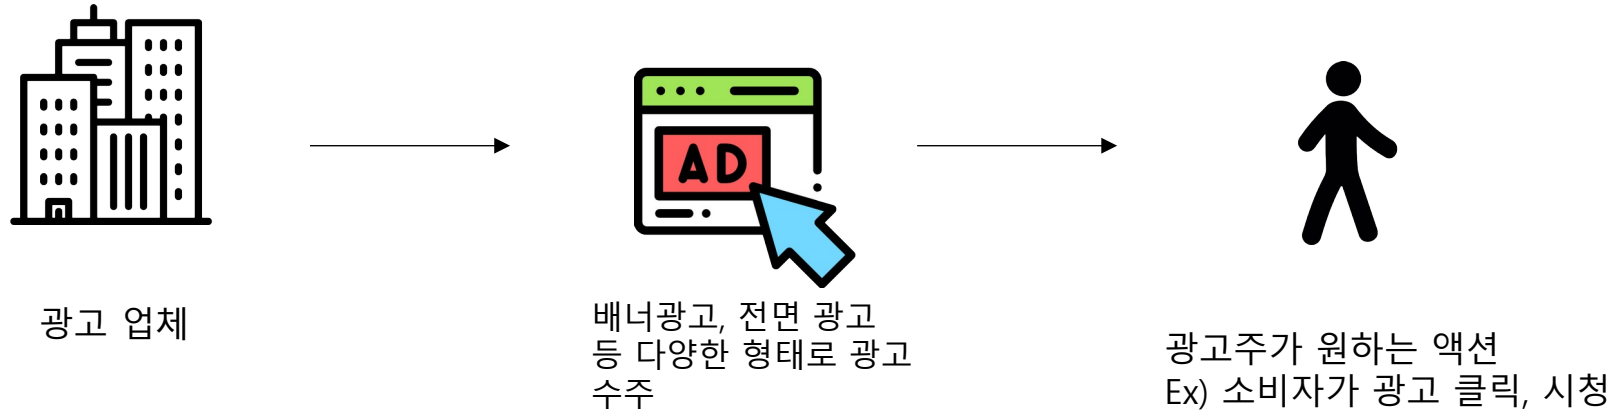 AD
광고 업체
배너광고, 전면 광고
등 다양한 형태로 광고
수주
광고주가 원하는 액션
Ex) 소비자가 광고 클릭, 시청